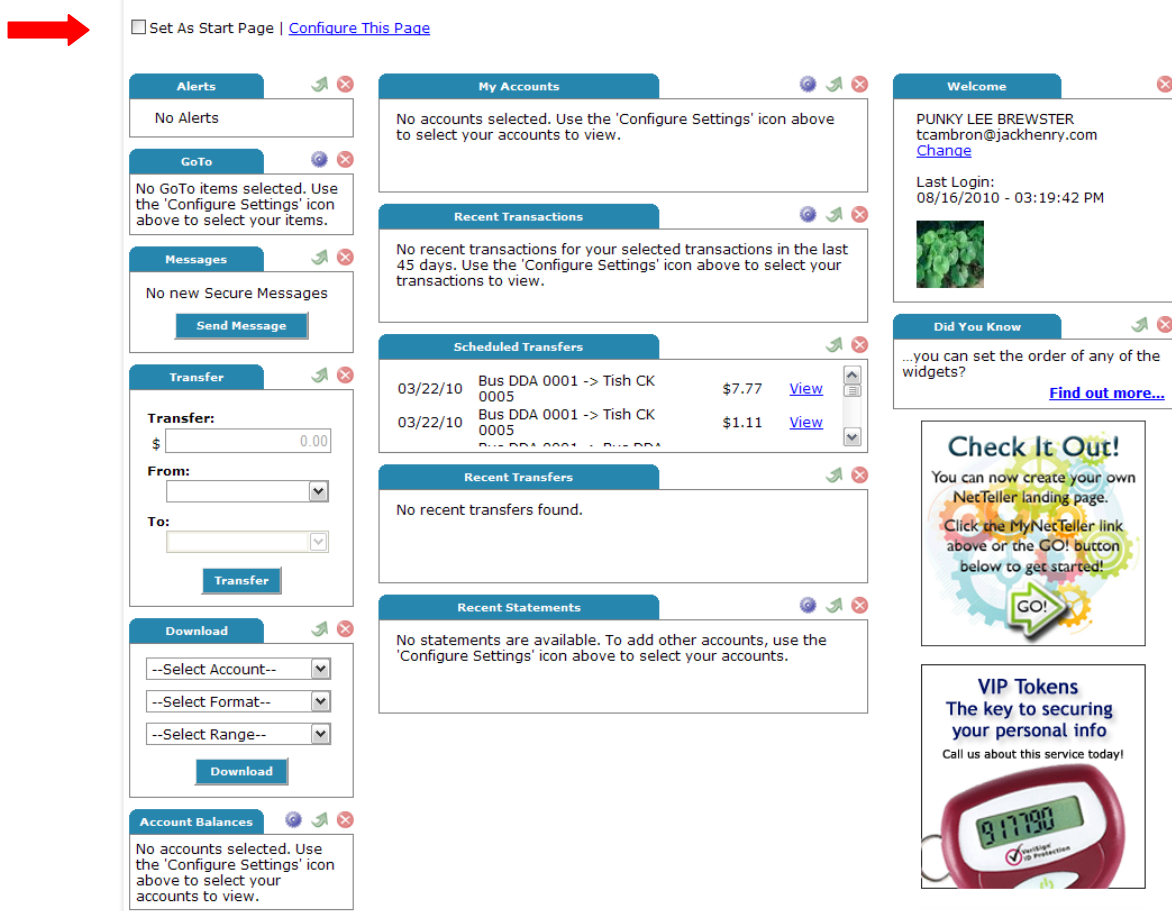 Set As Start Page | Configure This Page
Alerts
No Alerts
GoTo
No GoTo items selected. Use
the 'Configure Settings' icon
above to select your items.
Messages
No new Secure Messages
Send Message
Transfer
Transfer:
$ 0.00
From:
To:
Transfer
Download
--Select Account--
--Select Format--
--Select Range--
Download
Account Balances
No accounts selected. Use
the 'Configure Settings' icon
above to select your
accounts to view.
My Accounts
No accounts selected. Use the 'Configure Settings' icon above
to select your accounts to view.
Recent Transactions
No recent transactions for your selected transactions in the last
45 days. Use the 'Configure Settings' icon above to select your
transactions to view.
Scheduled Transfers
03/22/10 Bus DDA 0001 -> Tish CK $7.77 View
0005
03/22/10 Bus DDA 0001 -> Tish CK $1.11 View
0005
Bus DDA 0001 -> Bus DDA
Recent Transfers
No recent transfers found.
Recent Statements
No statements are available. To add other accounts, use the
'Configure Settings' icon above to select your accounts.
Welcome
PUNKY LEE BREWSTER
tcambron@jackhenry.com
Change
Last Login:
08/16/2010 - 03:19:42 PM
Did You Know
...you can set the order of any of the
widgets?
Find out more...
Check It Out!
You can now create your own
NetTeller landing page.
Click the MyNetTeller link
above or the GO! button
below to get started!
GO!
VIP Tokens
The key to securing
your personal info
Call us about this service today!
917790
VeriSign
ID Protection